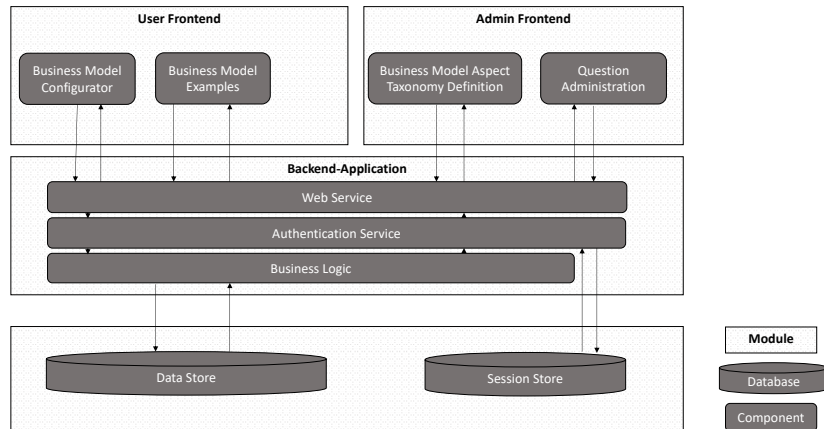 User Frontend
Admin Frontend
Business Model
Configurator
Business Model
Examples
Business Model Aspect
Taxonomy Definition
Question
Administration
Backend-Application
Web Service
Authentication Service
Business Logic
Data Store
Session Store
Module
Database
Component